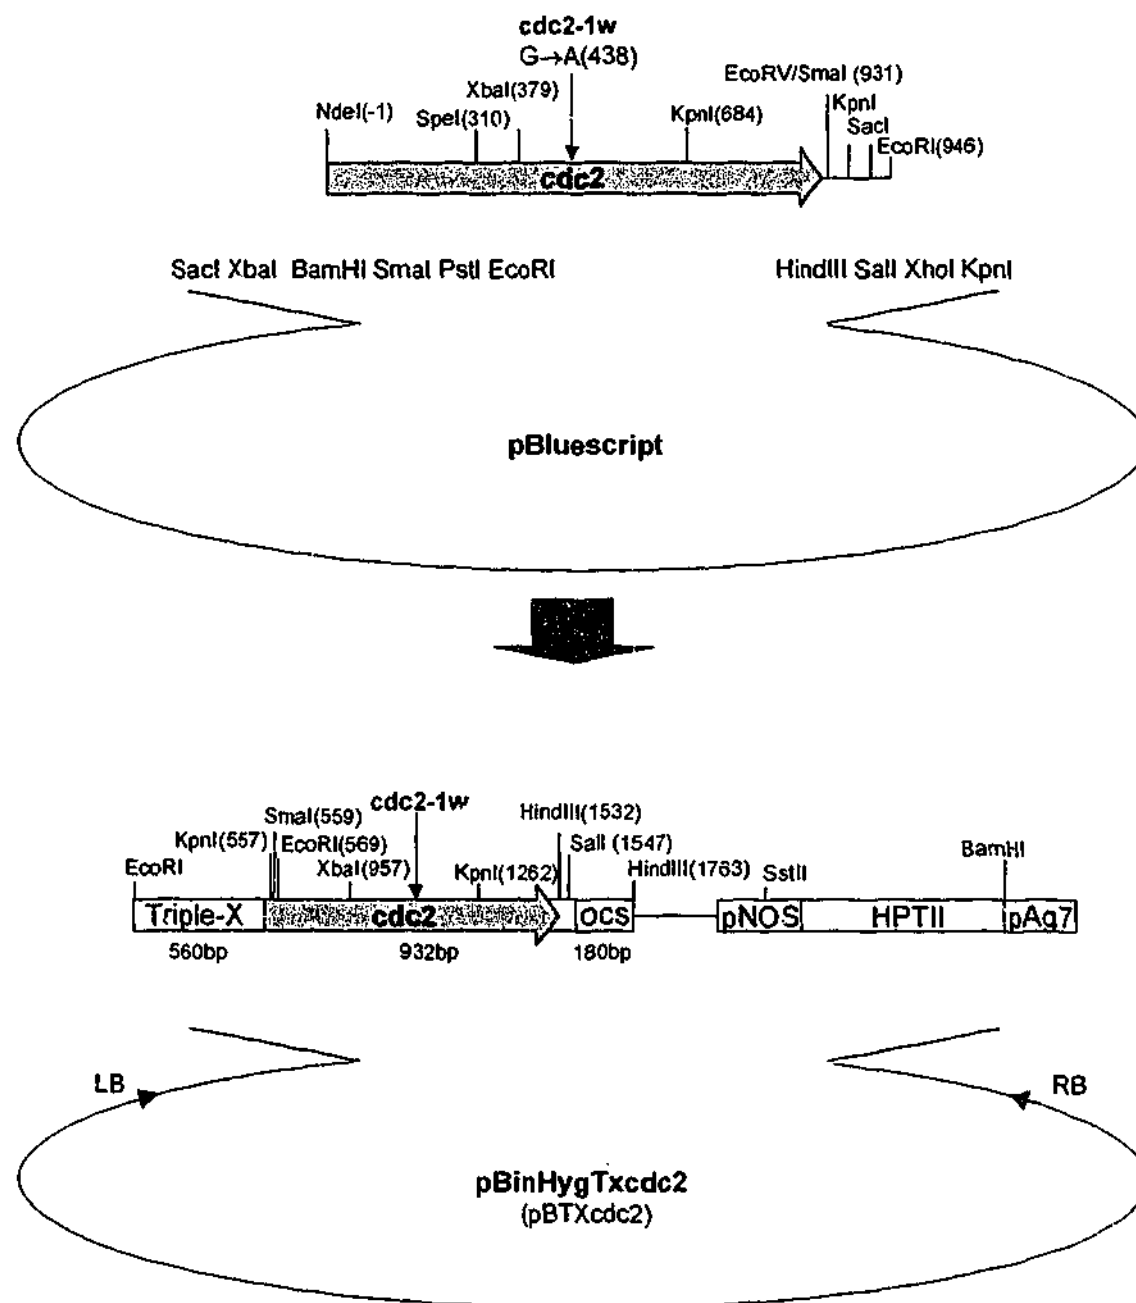 cdc2-1w
G→A(438)
EcoRV/SmaI (931)
XbaI(379)
KpnI
NdeI(-1)
SpeI(310)
KpnI(684)
SacI
EcoRI(946)
cdc2
SacI XbaI BamHI SmaI PstI EcoRI
HindIII SalI XhoI KpnI
pBluescript
cdc2-1w
HindIII(1532)
SmaI(559)
KpnI(557)
EcoRI(569)
SalI (1547)
BamHI
EcoRI
XbaI(957)
KpnI(1262)
HindIII(1763)
SstII
Triple-X
cdc2
ocs
pNOS
HPTII
pAg7
560bp
932bp
180bp
LB
RB
pBinHygTxcdc2
(pBTXcdc2)